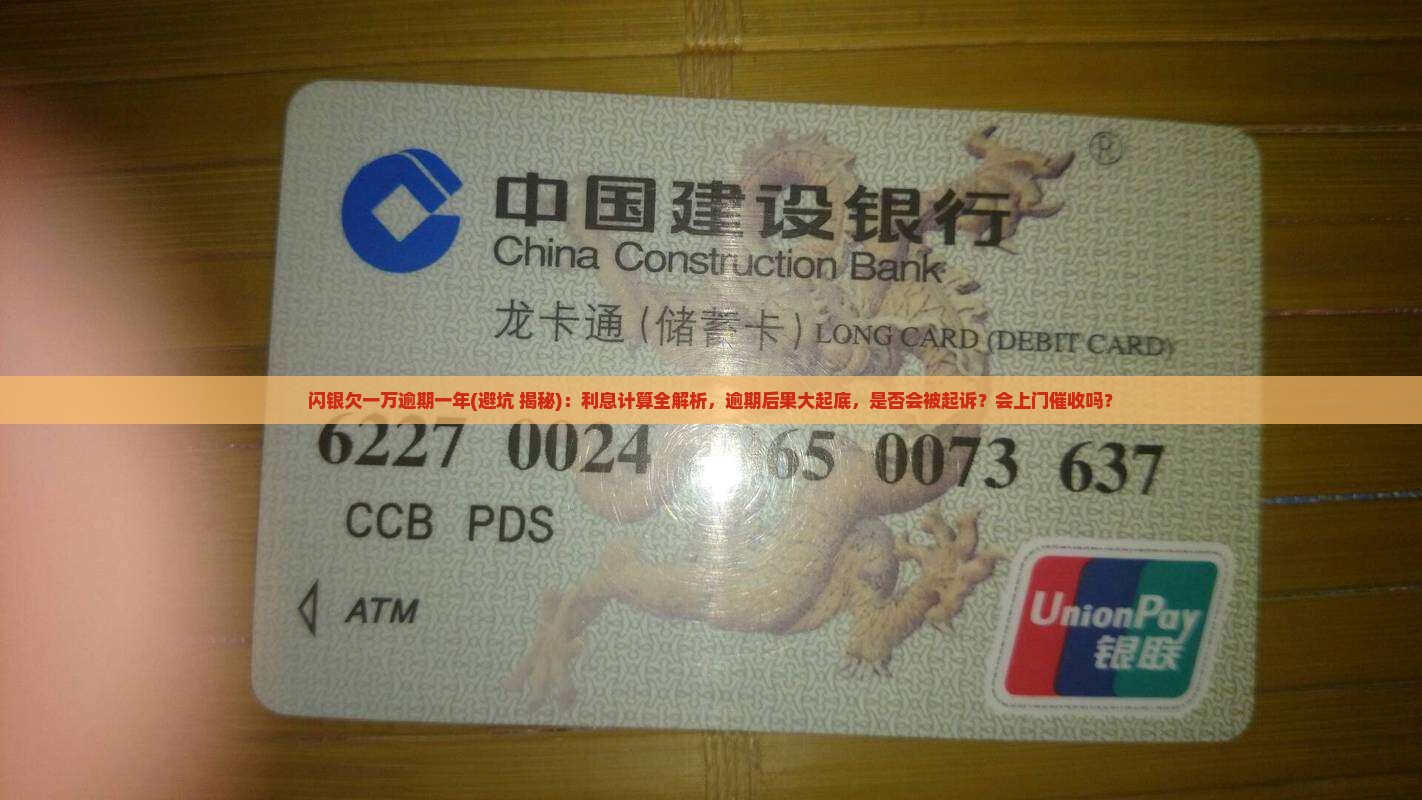 ®
中国建设银行
China Construction Bank
龙卡通(储蓄卡) LONG CARD (DEBIT CARD)
闪银欠一万逾期一年(避坑 揭秘)：利息计算全解析，逾期后果大起底，是否会被起诉？会上门催收吗？
6227 0024 65 0073 637
CCB PDS
ATM
UnionPay
银联